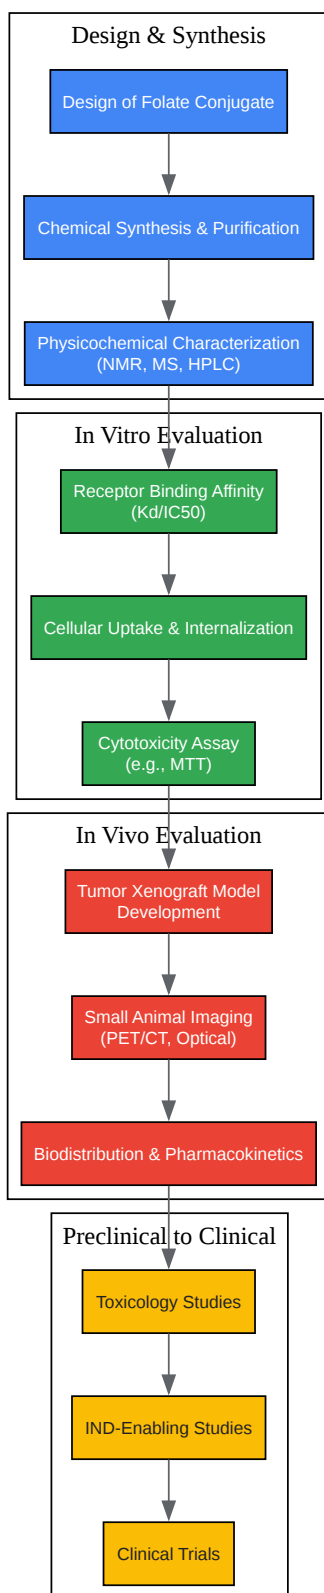 Design & Synthesis
Design of Folate Conjugate
Chemical Synthesis & Purification
Physicochemical Characterization
(NMR, MS, HPLC)
In Vitro Evaluation
Receptor Binding Affinity
(Kd/IC50)
Cellular Uptake & Internalization
Cytotoxicity Assay
(e.g., MTT)
In Vivo Evaluation
Tumor Xenograft Model
Development
Small Animal Imaging
(PET/CT, Optical)
Biodistribution & Pharmacokinetics
Preclinical to Clinical
Toxicology Studies
IND-Enabling Studies
Clinical Trials